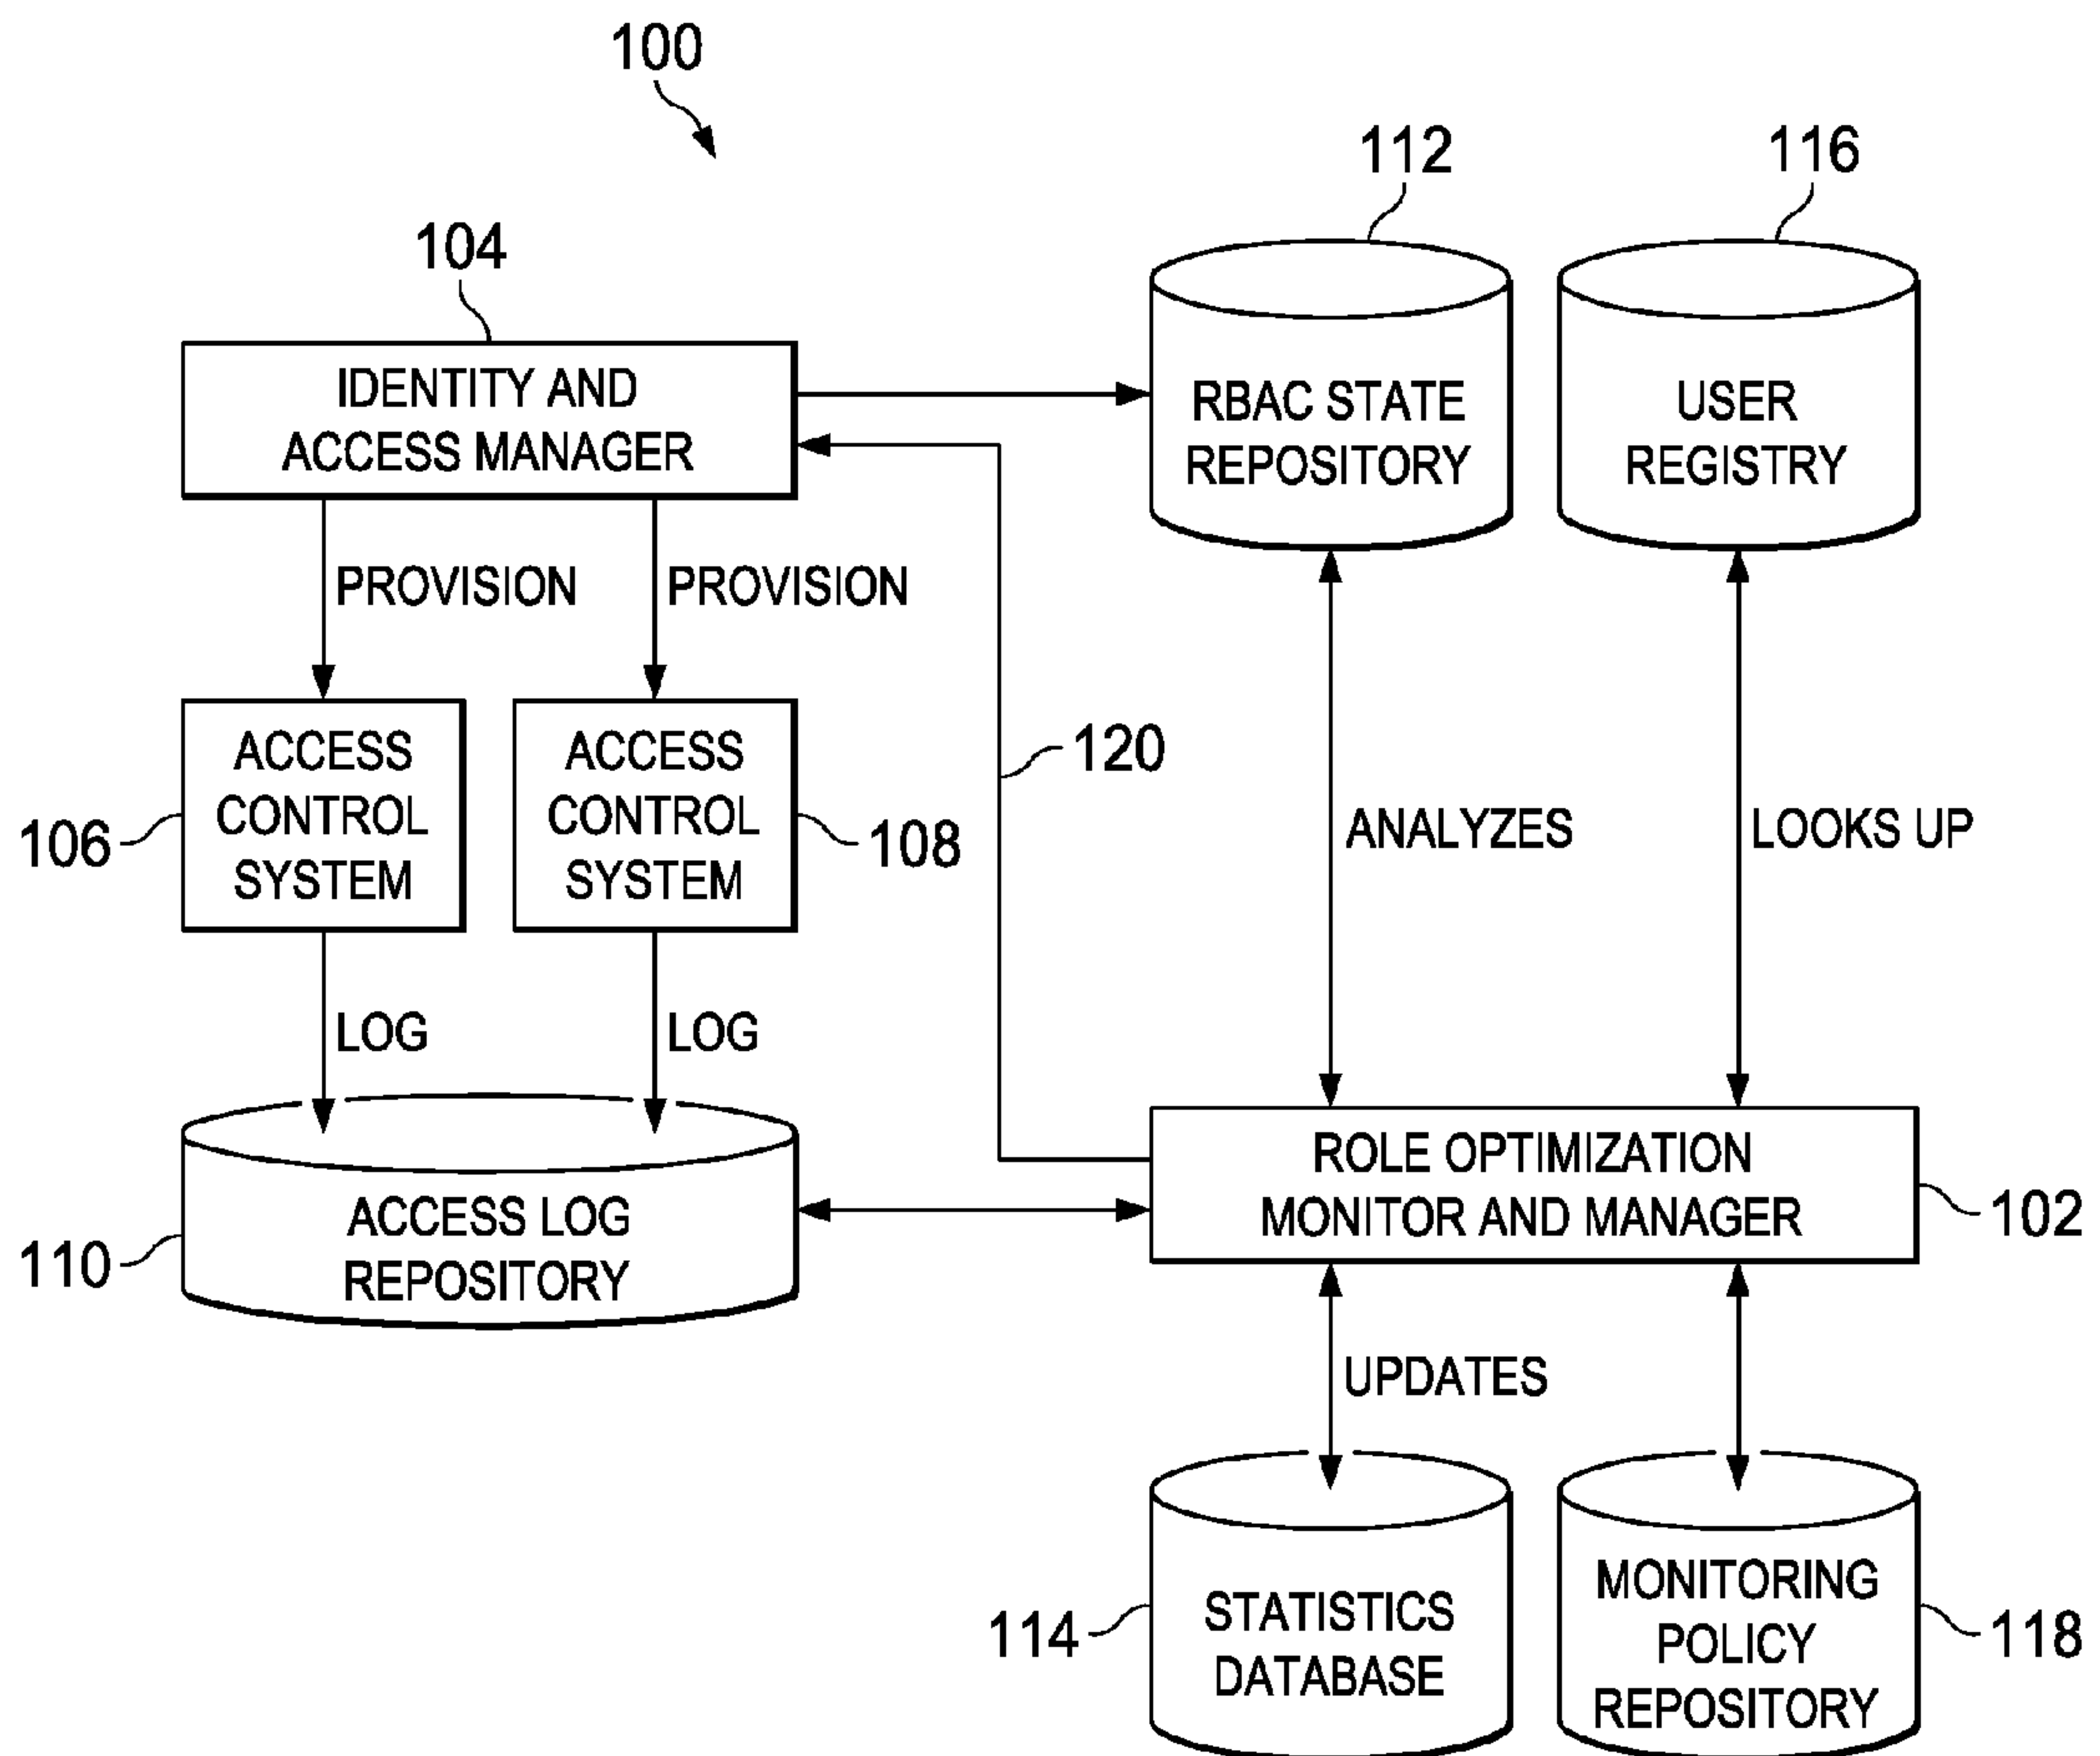 100
112
116
104
IDENTITY AND
ACCESS MANAGER
RBAC STATE
REPOSITORY
USER
REGISTRY
PROVISION
PROVISION
ACCESS
CONTROL
SYSTEM
ACCESS
CONTROL
SYSTEM
106
108
120
ANALYZES
LOOKS UP
LOG
LOG
ACCESS LOG
REPOSITORY
110
ROLE OPTIMIZATION
MONITOR AND MANAGER
102
UPDATES
STATISTICS
DATABASE
114
MONITORING
POLICY
REPOSITORY
118